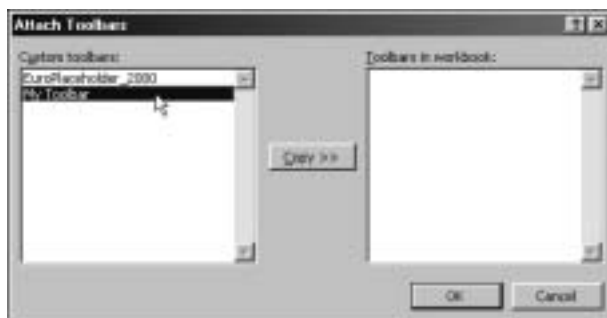 Attach Toolbars
Custom toolbars:
Toolbars in workbook:
EuroPlaceholder_2000
My Toolbar
Copy >>
OK
Cancel